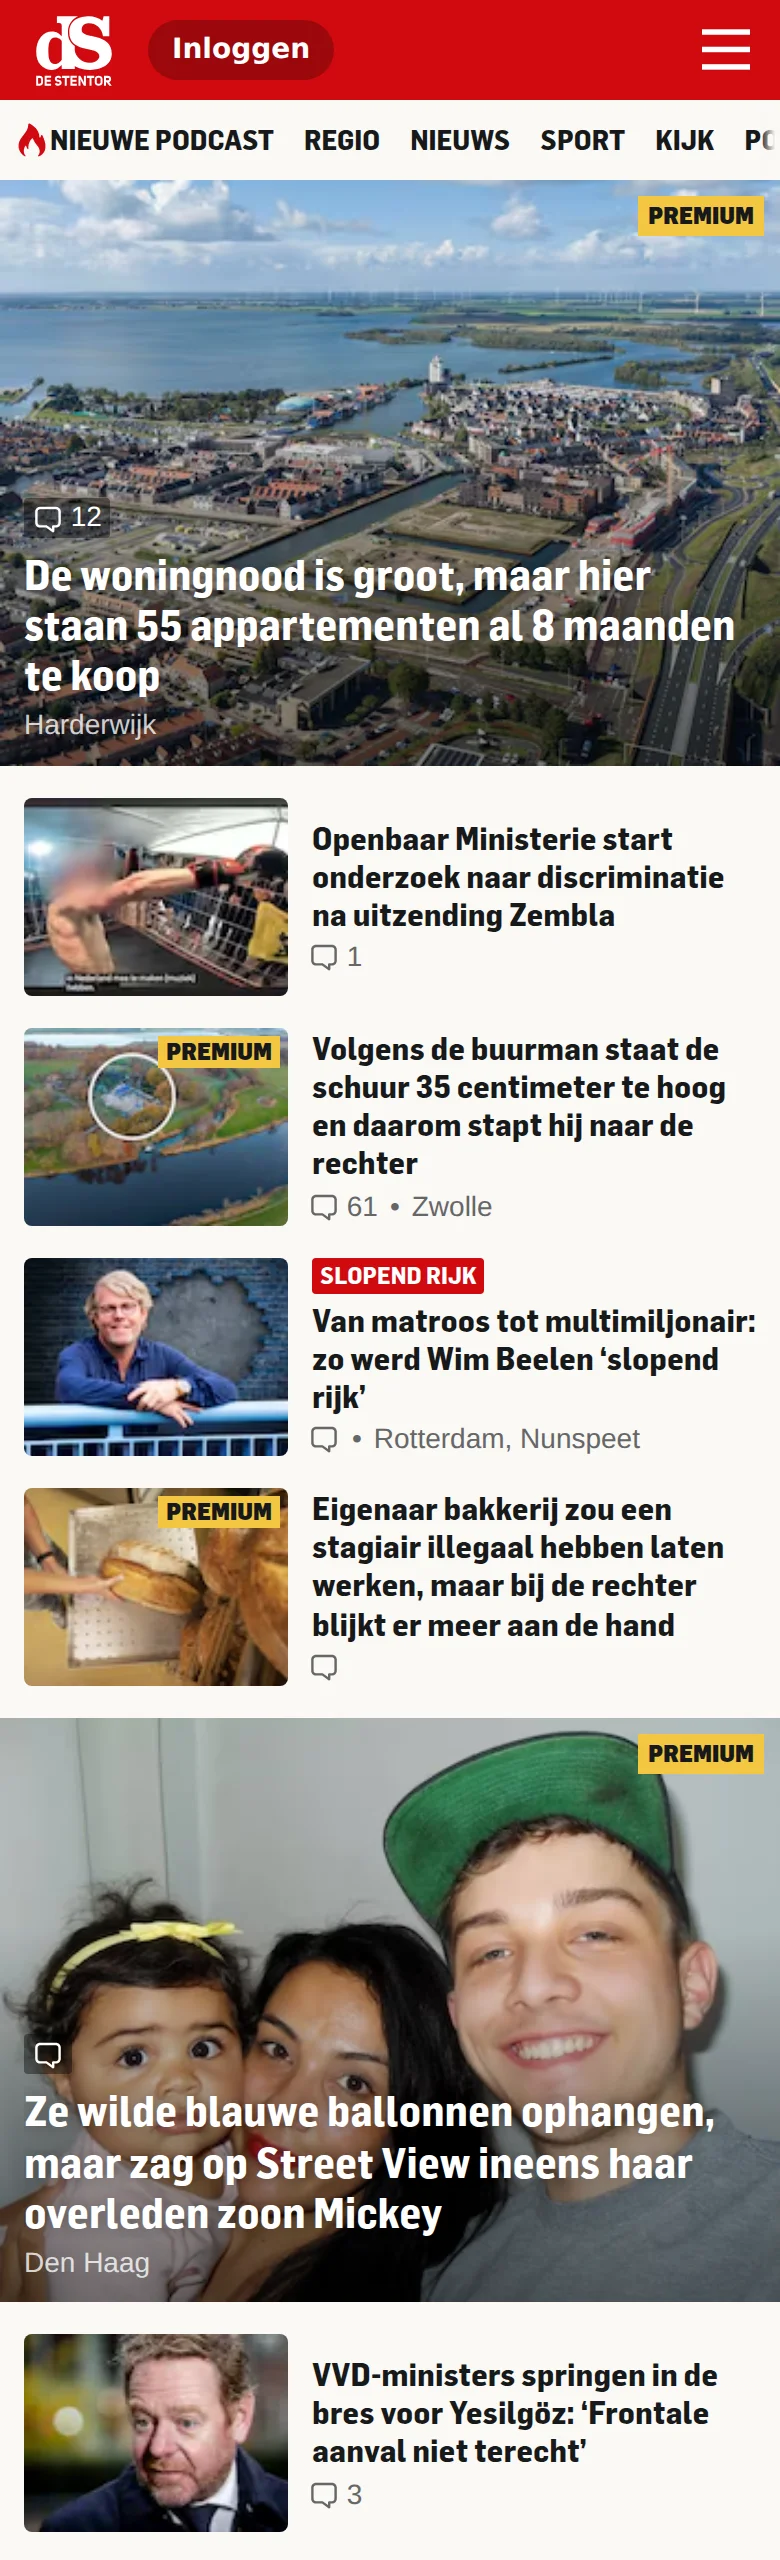 dS
DE STENTOR
Inloggen
NIEUWE PODCAST REGIO NIEUWS SPORT KIJK
PREMIUM
12
De woningnood is groot, maar hier
staan 55 appartementen al 8 maanden
te koop
Harderwijk
Openbaar Ministerie start
onderzoek naar discriminatie
na uitzending Zembla
1
PREMIUM
Volgens de buurman staat de
schuur 35 centimeter te hoog
en daarom stapt hij naar de
rechter
61 • Zwolle
SLOPEND RIJK
Van matroos tot multimiljonair:
zo werd Wim Beelen ‘slopend
rijk’
• Rotterdam, Nunspeet
PREMIUM
Eigenaar bakkerij zou een
stagiair illegaal hebben laten
werken, maar bij de rechter
blijkt er meer aan de hand
PREMIUM
Ze wilde blauwe ballonnen ophangen,
maar zag op Street View ineens haar
overleden zoon Mickey
Den Haag
VVD-ministers springen in de
bres voor Yesilgöz: ‘Frontale
aanval niet terecht’
3